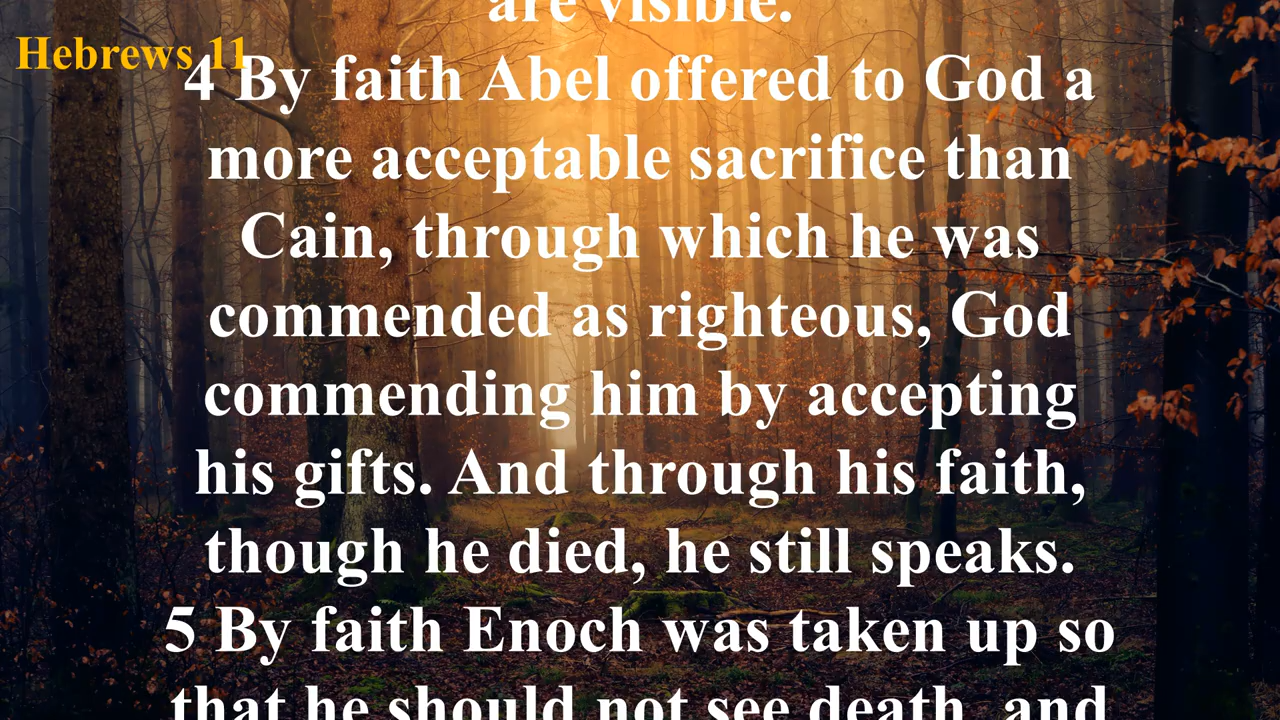 are visible.
Hebrews 11
4 By faith Abel offered to God a
more acceptable sacrifice than
Cain, through which he was
commended as righteous, God
commending him by accepting
his gifts. And through his faith,
though he died, he still speaks.
5 By faith Enoch was taken up so
that he should not see death, and